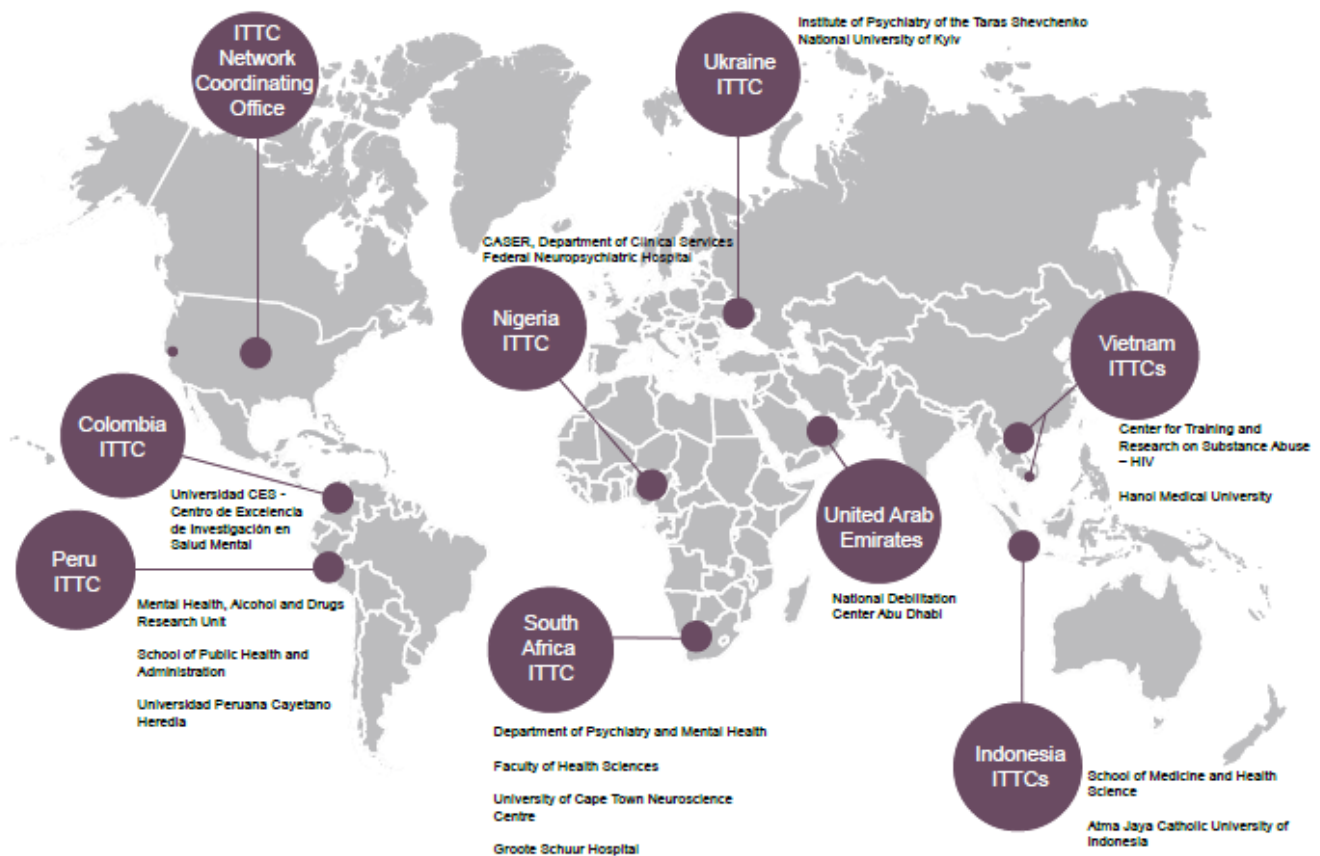 ITTC
Network
Coordinating
Office
Ukraine
ITTC
Institute of Psychiatry of the Taras Shevchenko
National University of Kyiv
CASER, Department of Clinical Services
Federal Neuropsychiatric Hospital
Nigeria
ITTC
Vietnam
ITTCs
Center for Training and
Research on Substance Abuse
– HIV
Hanoi Medical University
Colombia
ITTC
Universidad CES -
Centro de Excelencia
de Investigación en
Salud Mental
Peru
ITTC
Mental Health, Alcohol and Drugs
Research Unit
School of Public Health and
Administration
Universidad Peruana Cayetano
Heredia
United Arab
Emirates
National Debilitation
Center Abu Dhabi
South
Africa
ITTC
Department of Psychiatry and Mental Health
Faculty of Health Sciences
University of Cape Town Neuroscience
Centre
Groote Schuur Hospital
Indonesia
ITTCs
School of Medicine and Health
Science
Atma Jaya Catholic University of
Indonesia